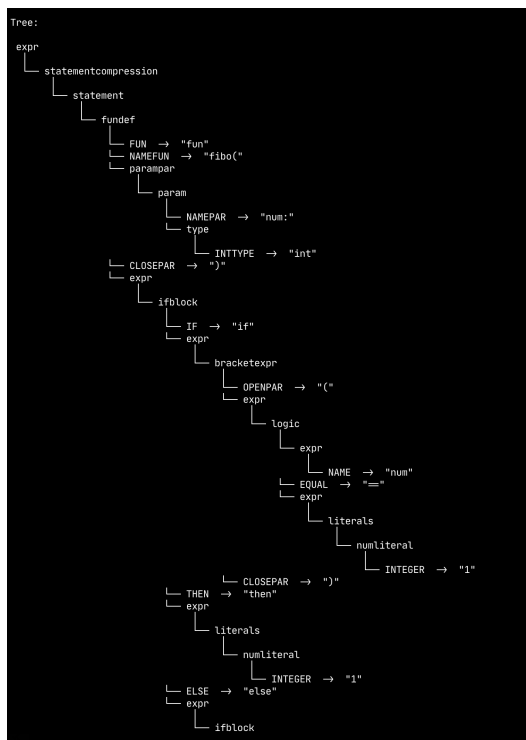 Tree:
expr
statementcompression
statement
fundef
FUN → "fun"
NAMEFUN → "fibo("
parampar
param
NAMEPAR → "num:"
type
INTTYPE → "int"
CLOSEPAR → ")"
expr
ifblock
IF → "if"
expr
bracketexpr
OPENPAR → "("
expr
logic
expr
NAME → "num"
EQUAL → "=="
expr
literals
numliteral
INTEGER → "1"
CLOSEPAR → ")"
THEN → "then"
expr
literals
numliteral
INTEGER → "1"
ELSE → "else"
expr
ifblock